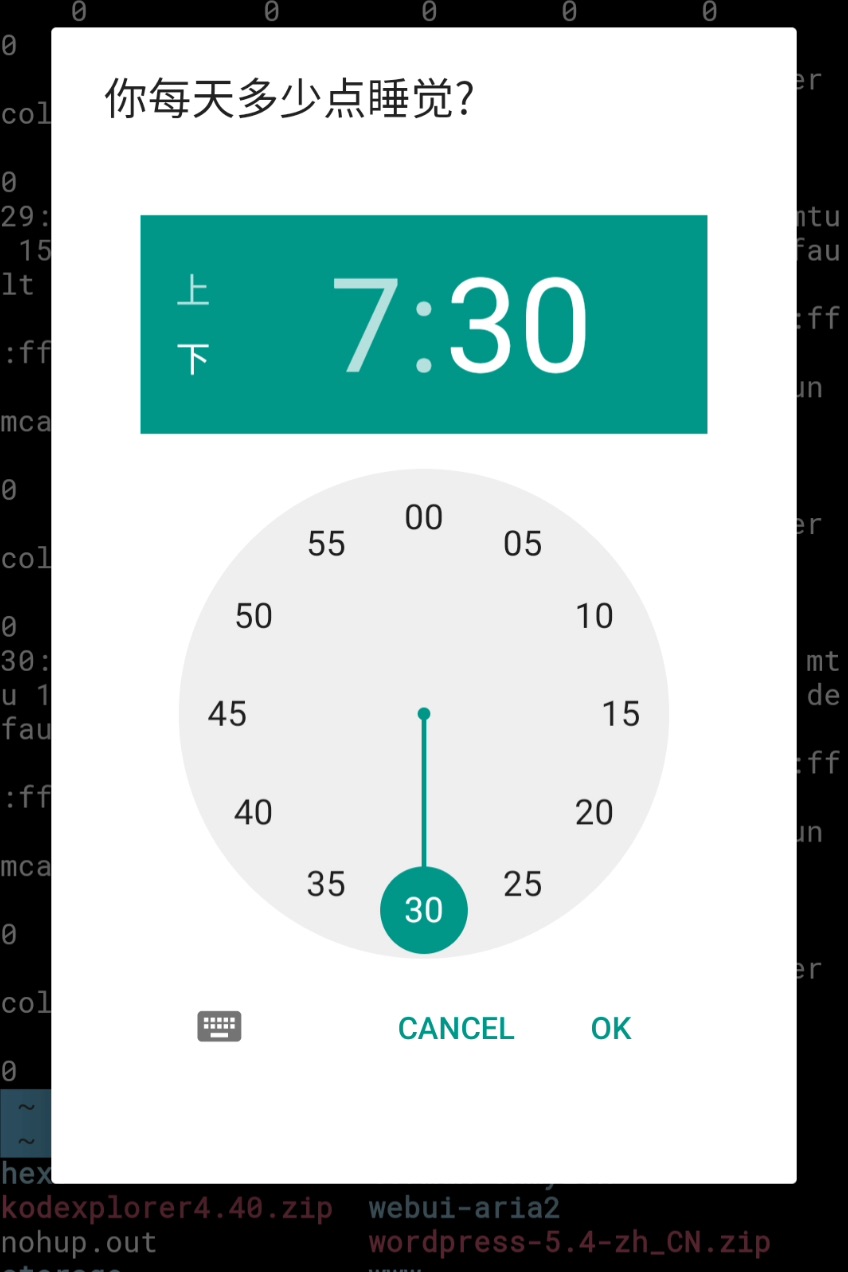 0 0 0 0 0
0
er
col
0
29: mtu
15 fau
lt
:ff
:ff
un
mca
0
er
col
0
30: mt
u 1 de
fau
:ff
:ff
un
mca
0
er
col
0
~
~
hex
kodexplorer4.40.zip webui-aria2
nohup.out wordpress-5.4-zh_CN.zip
你每天多少点睡觉?
上
7:30
下
00
55 05
50 10
45 15
40 20
35 25
30
CANCEL OK